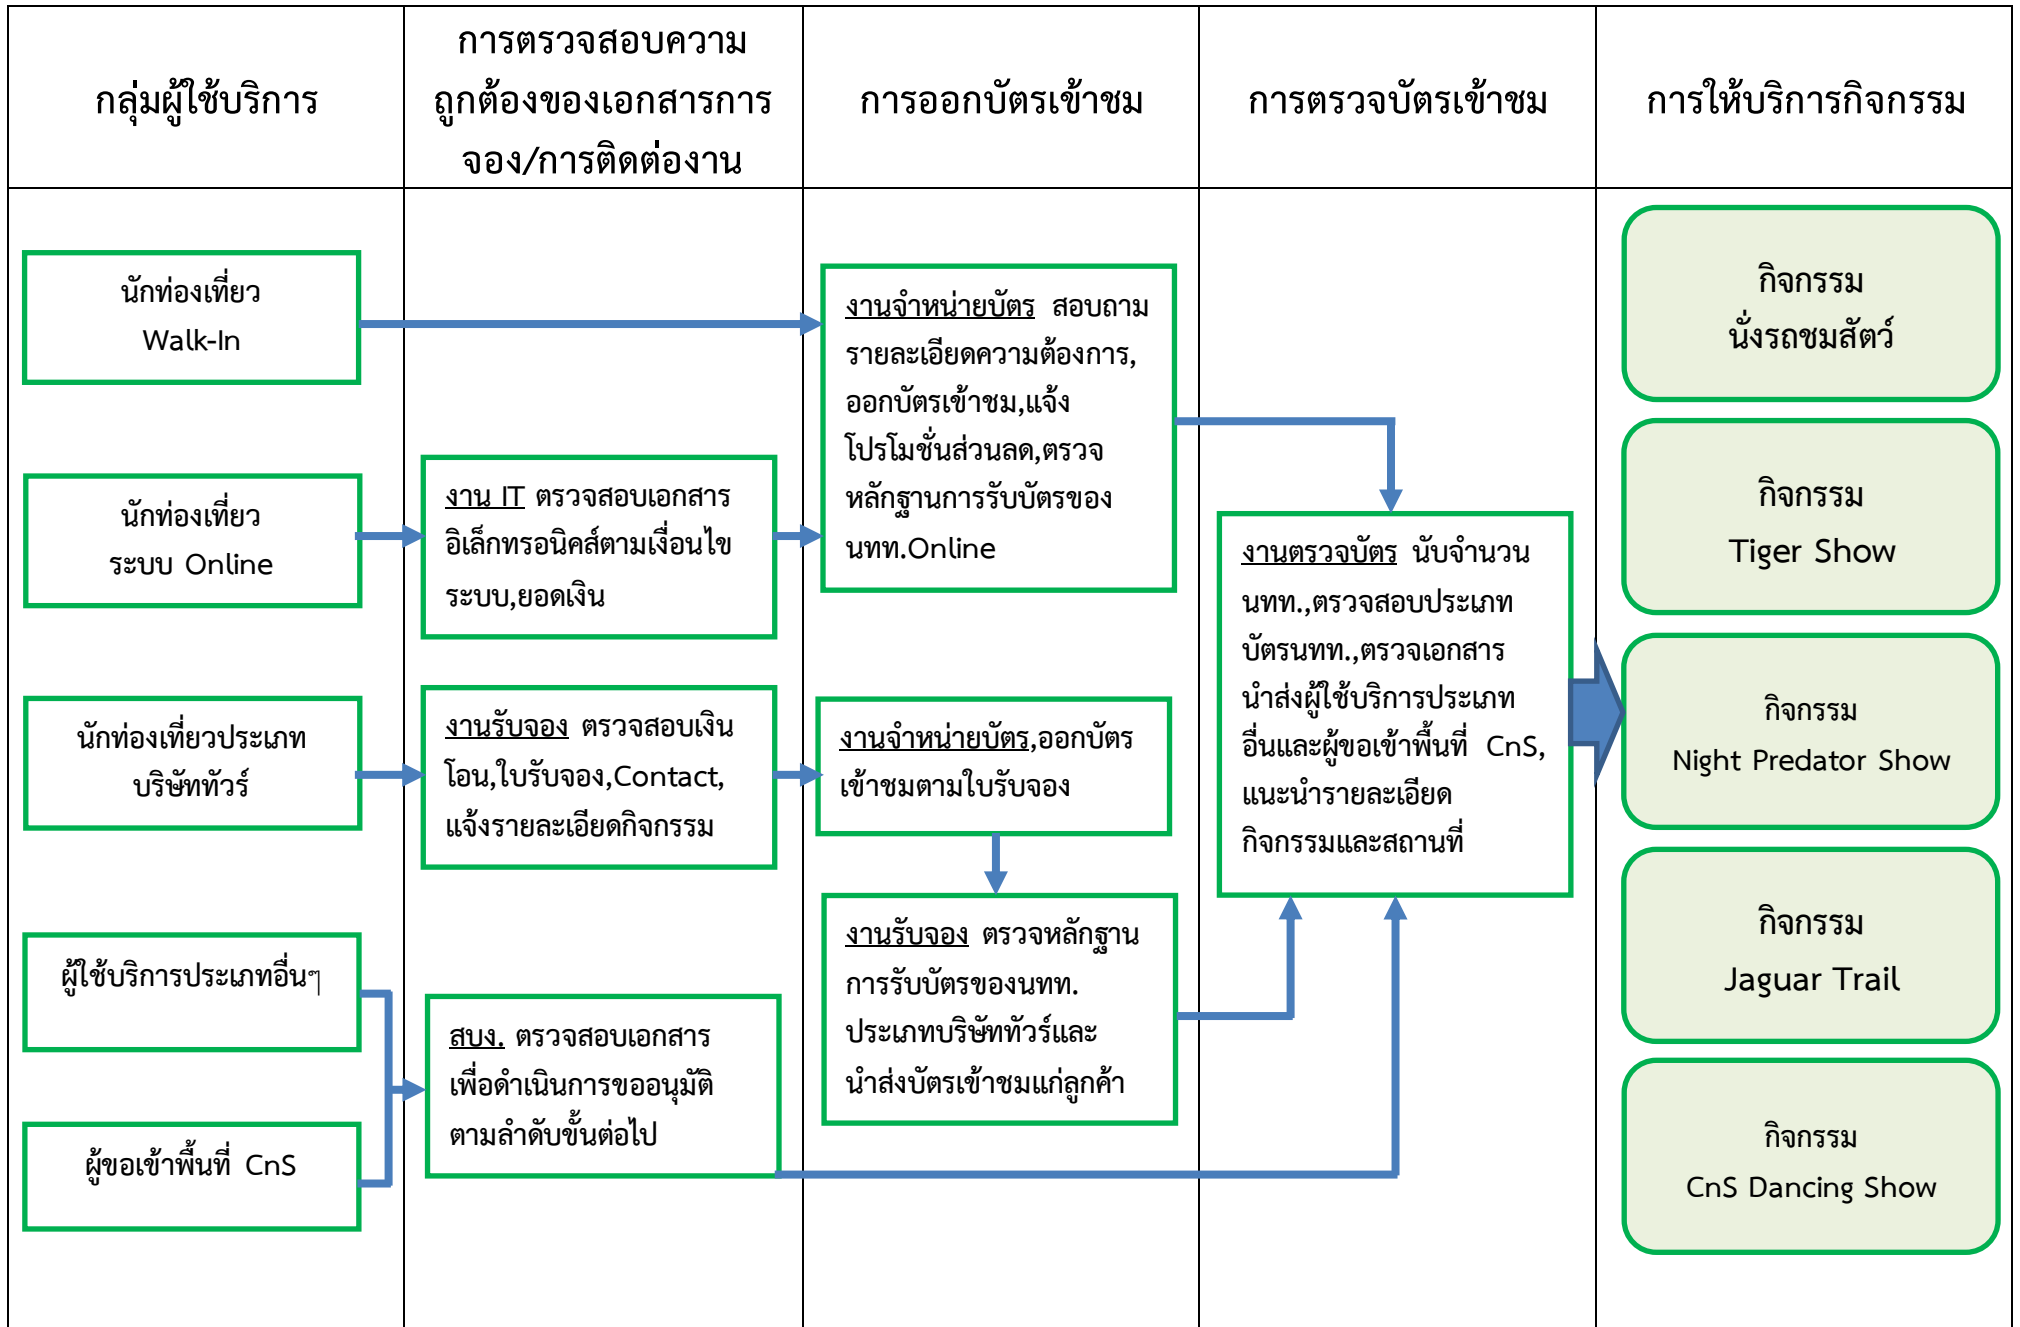 กลุ่มผู้ใช้บริการ
การตรวจสอบความ
ถูกต้องของเอกสารการ
จอง/การติดต่องาน
การออกบัตรเข้าชม
การตรวจบัตรเข้าชม
การให้บริการกิจกรรม
นักท่องเที่ยว
Walk-In
นักท่องเที่ยว
ระบบ Online
นักท่องเที่ยวประเภท
บริษัททัวร์
ผู้ใช้บริการประเภทอื่นๆ
ผู้ขอเข้าพื้นที่ CnS
งาน IT ตรวจสอบเอกสาร
อิเล็กทรอนิคส์ตามเงื่อนไข
ระบบ,ยอดเงิน
งานรับจอง ตรวจสอบเงิน
โอน,ใบรับจอง,Contact,
แจ้งรายละเอียดกิจกรรม
สบง. ตรวจสอบเอกสาร
เพื่อดำเนินการขออนุมัติ
ตามลำดับขั้นต่อไป
งานจำหน่ายบัตร สอบถาม
รายละเอียดความต้องการ,
ออกบัตรเข้าชม,แจ้ง
โปรโมชั่นส่วนลด,ตรวจ
หลักฐานการรับบัตรของ
นทท.Online
งานจำหน่ายบัตร,ออกบัตร
เข้าชมตามใบรับจอง
งานรับจอง ตรวจหลักฐาน
การรับบัตรของนทท.
ประเภทบริษัททัวร์และ
นำส่งบัตรเข้าชมแก่ลูกค้า
งานตรวจบัตร นับจำนวน
นทท.,ตรวจสอบประเภท
บัตรนทท.,ตรวจเอกสาร
นำส่งผู้ใช้บริการประเภท
อื่นและผู้ขอเข้าพื้นที่ CnS,
แนะนำรายละเอียด
กิจกรรมและสถานที่
กิจกรรม
นั่งรถชมสัตว์
กิจกรรม
Tiger Show
กิจกรรม
Night Predator Show
กิจกรรม
Jaguar Trail
กิจกรรม
CnS Dancing Show